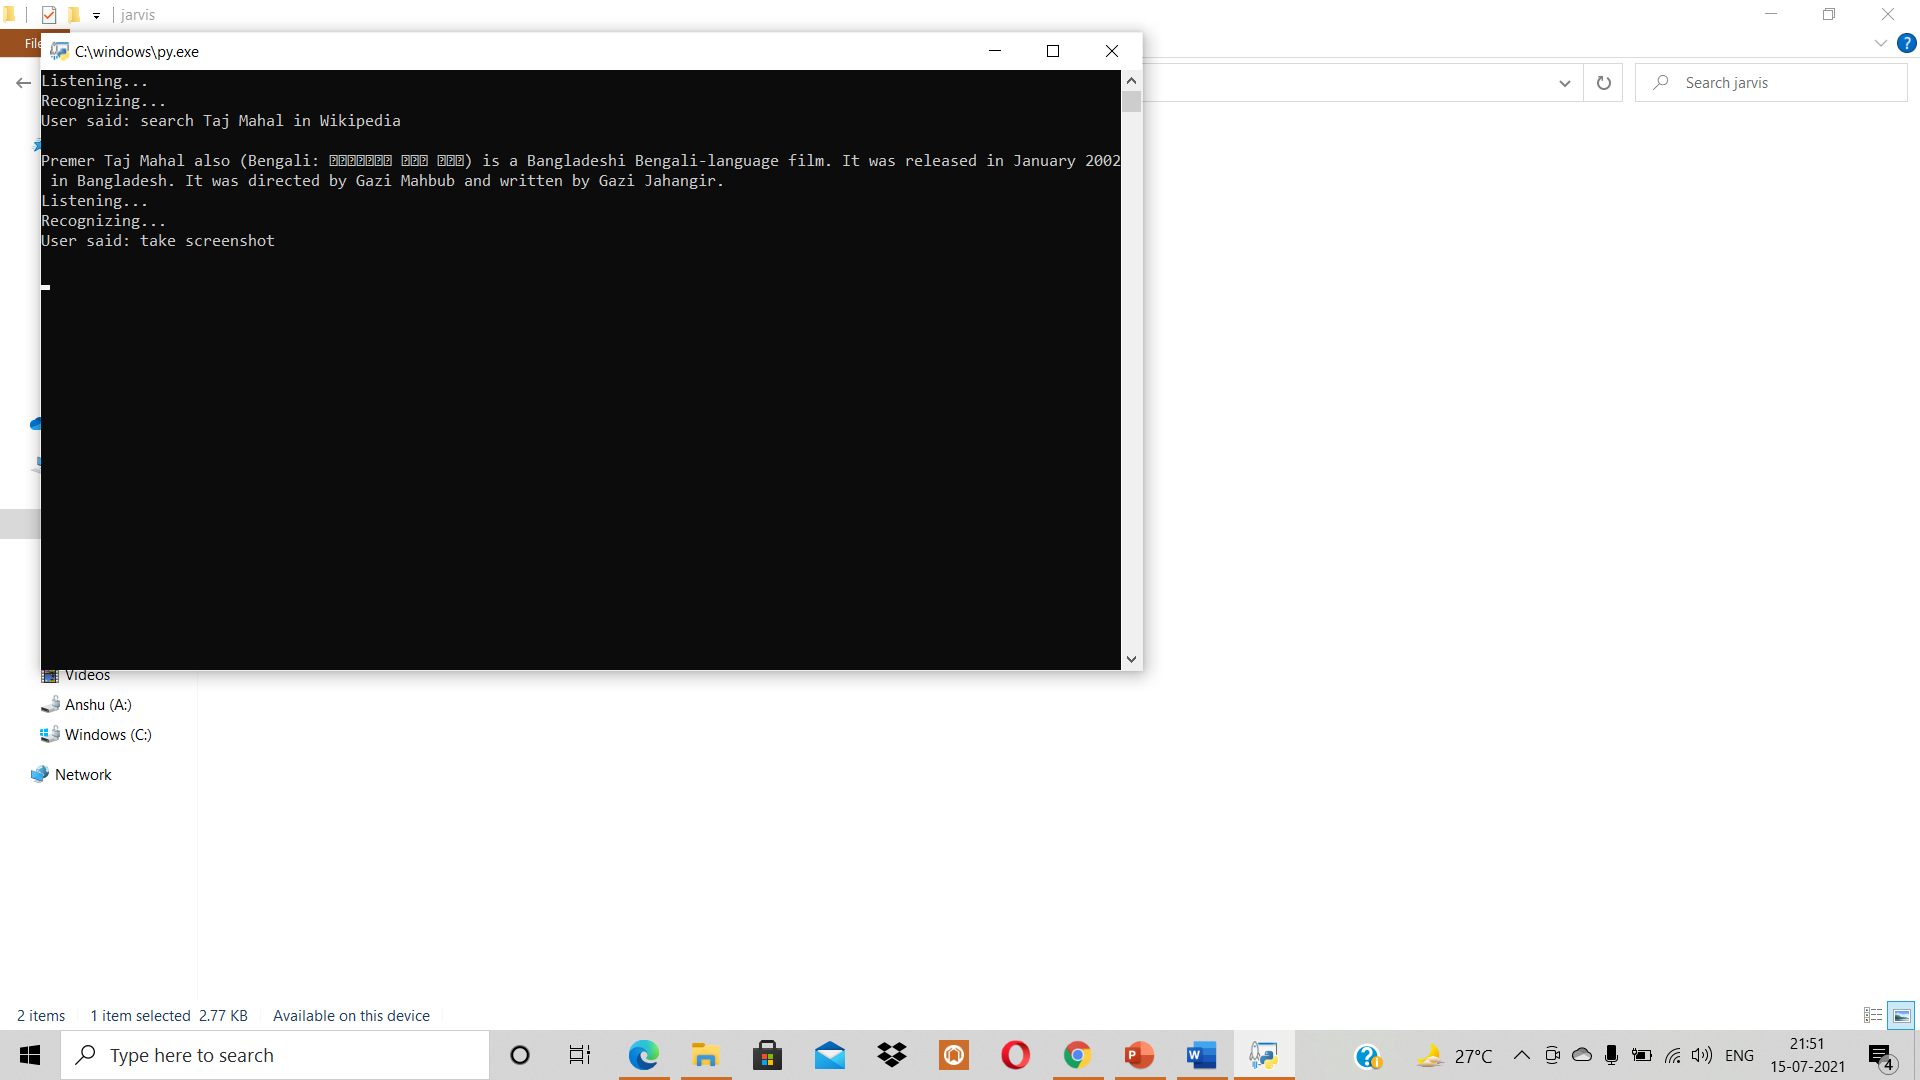 jarvis
File
C:\windows\py.exe
Search jarvis
Listening...
Recognizing...
User said: search Taj Mahal in Wikipedia
Premer Taj Mahal also (Bengali: ) is a Bangladeshi Bengali-language film. It was released in January 2002
in Bangladesh. It was directed by Gazi Mahbub and written by Gazi Jahangir.
Listening...
Recognizing...
User said: take screenshot
Videos
Anshu (A:)
Windows (C:)
Network
2 items 1 item selected 2.77 KB Available on this device
Type here to search
27°C
ENG
21:51
15-07-2021
4